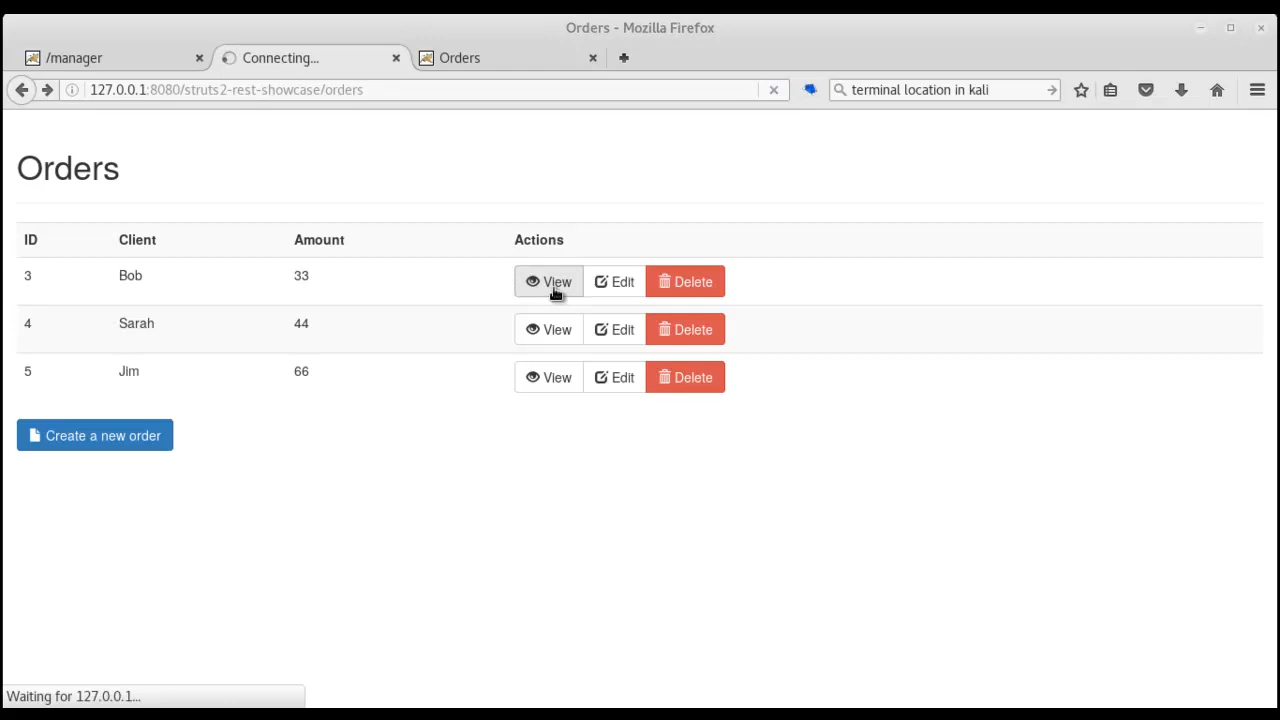 Orders - Mozilla Firefox
/manager
Connecting...
Orders
127.0.0.1:8080/struts2-rest-showcase/orders
terminal location in kali
Orders
ID Client Amount Actions
3 Bob 33 View Edit Delete
4 Sarah 44 View Edit Delete
5 Jim 66 View Edit Delete
Create a new order
Waiting for 127.0.0.1...